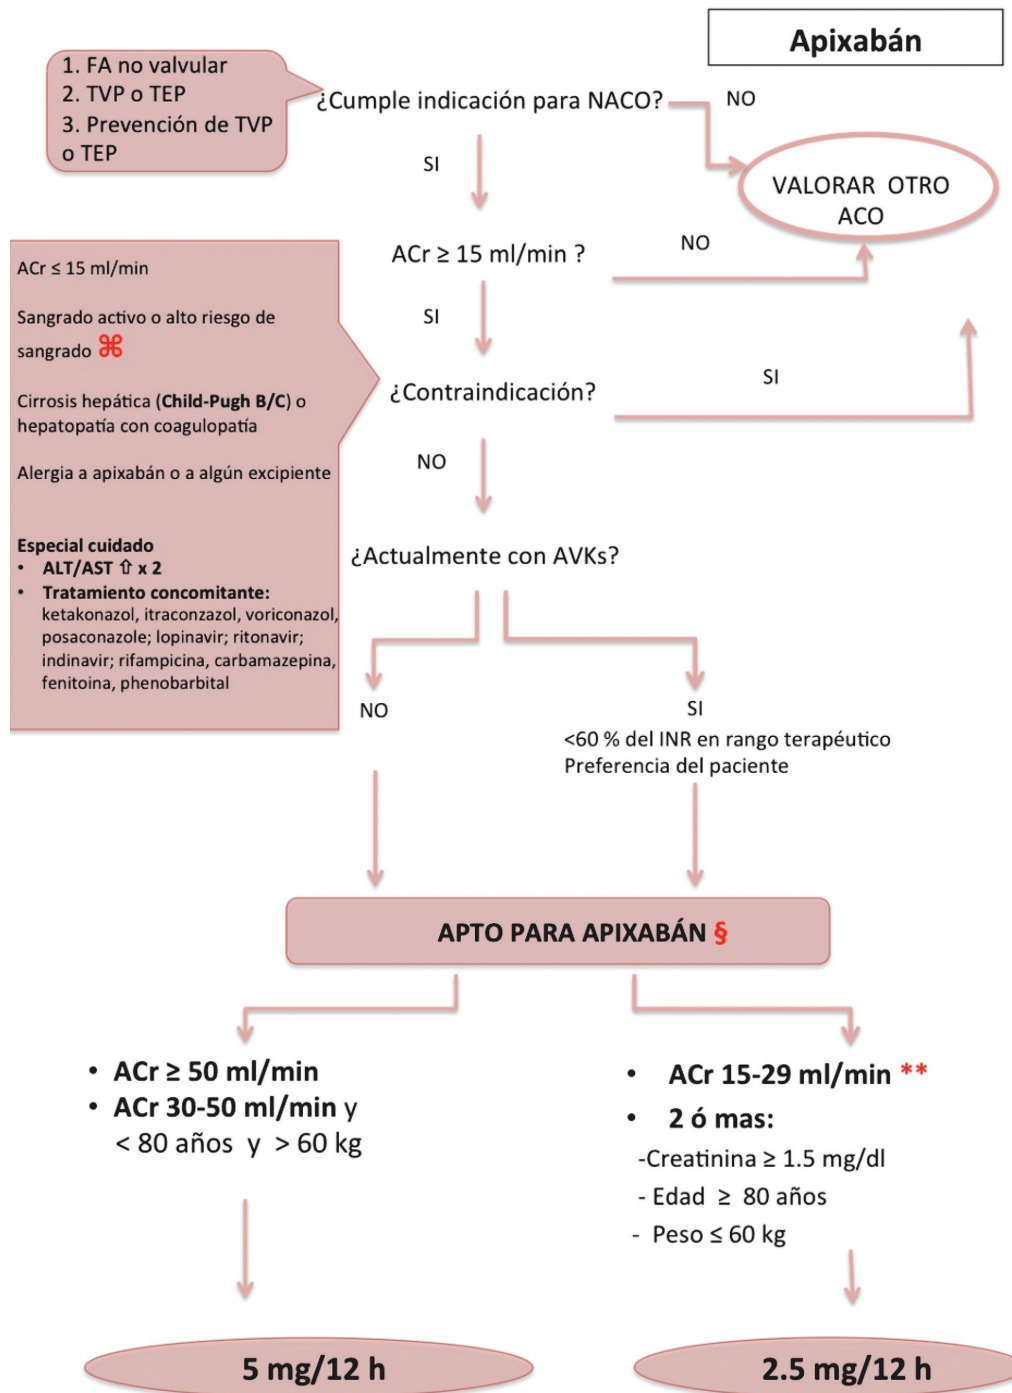 Apixabán
1. FA no valvular
2. TVP o TEP
3. Prevención de TVP
o TEP
¿Cumple indicación para NACO?
NO
SI
VALORAR OTRO
ACO
ACr ≥ 15 ml/min ?
NO
SI
ACr ≤ 15 ml/min
Sangrado activo o alto riesgo de
sangrado ⌘
Cirrosis hepática (Child-Pugh B/C) o
hepatopatía con coagulopatía
Alergia a apixabán o a algún excipiente
Especial cuidado
• ALT/AST ⇧ x 2
• Tratamiento concomitante:
ketakonazol, itraconzazol, voriconazol,
posaconazole; lopinavir; ritonavir;
indinavir; rifampicina, carbamazepina,
fenitoina, phenobarbital
¿Contraindicación?
SI
NO
¿Actualmente con AVKs?
NO
SI
<60 % del INR en rango terapéutico
Preferencia del paciente
APTO PARA APIXABÁN §
• ACr ≥ 50 ml/min
• ACr 30-50 ml/min y
< 80 años y > 60 kg
• ACr 15-29 ml/min **
• 2 ó mas:
-Creatinina ≥ 1.5 mg/dl
- Edad ≥ 80 años
- Peso ≤ 60 kg
5 mg/12 h
2.5 mg/12 h